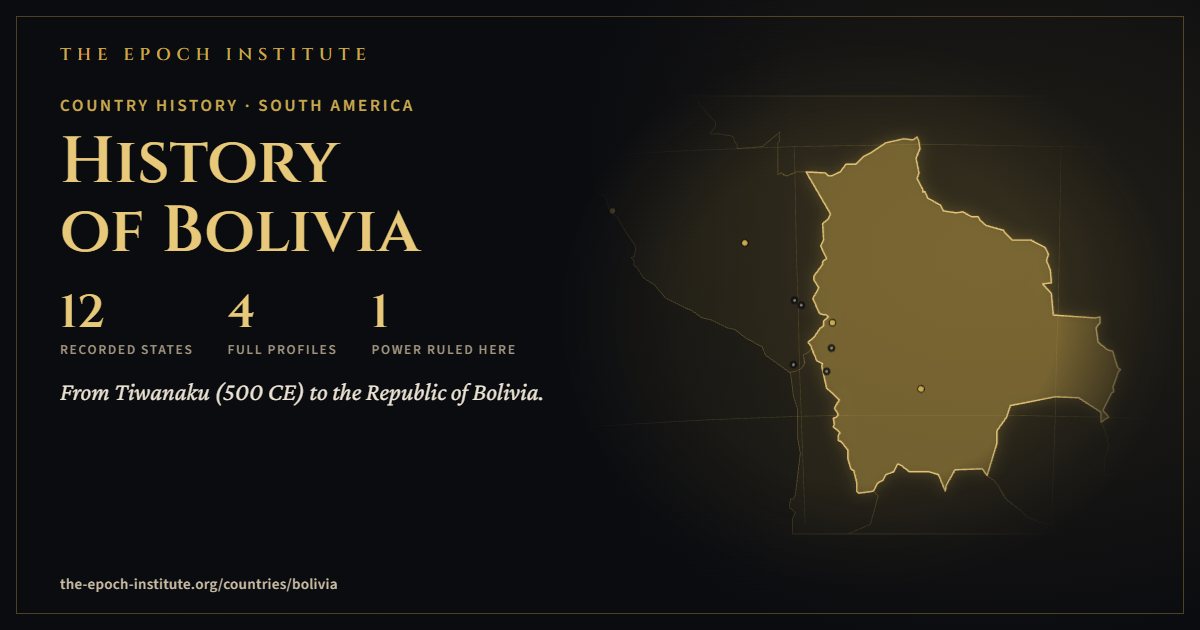 THE EPOCH INSTITUTE
COUNTRY HISTORY · SOUTH AMERICA
HISTORY
OF BOLIVIA
12 4 1
RECORDED STATES FULL PROFILES POWER RULED HERE
From Tiwanaku (500 CE) to the Republic of Bolivia.
the-epoch-institute.org/countries/bolivia